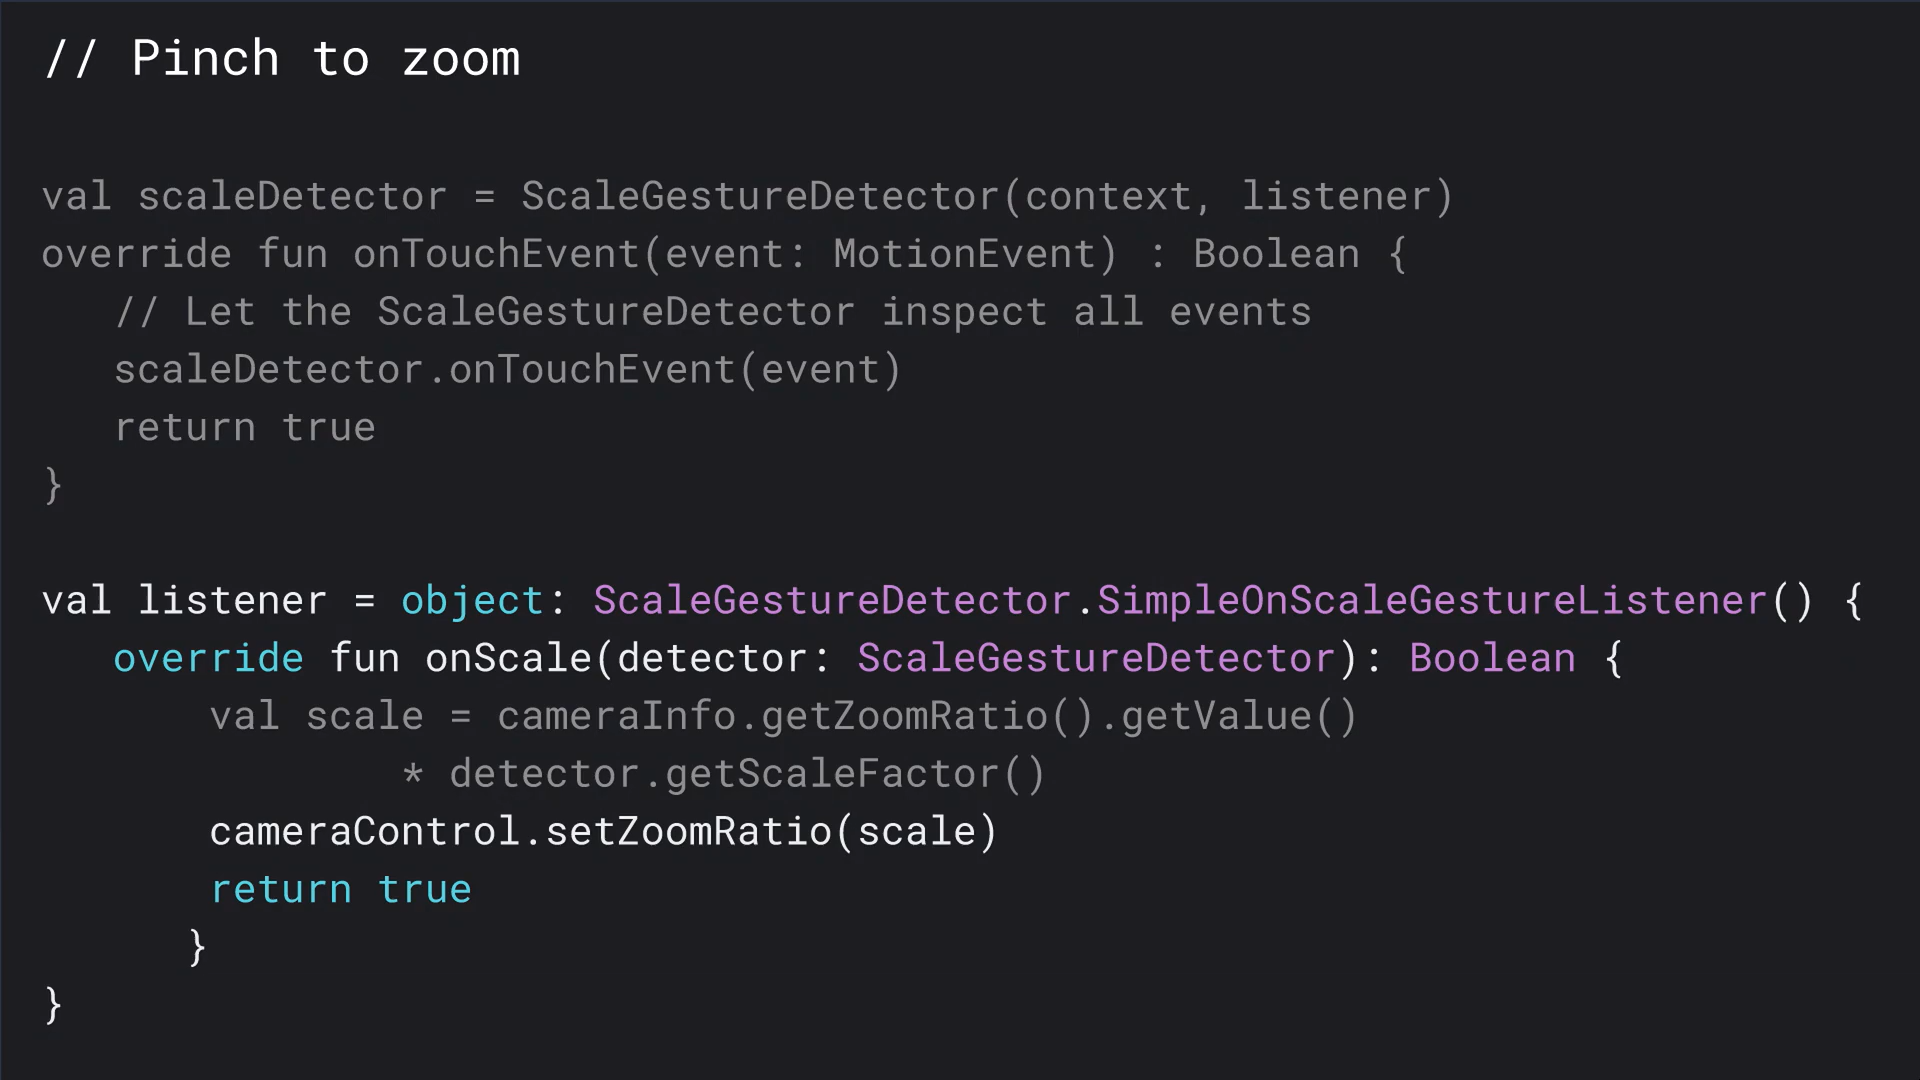 // Pinch to zoom
val scaleDetector = ScaleGestureDetector(context, listener)
override fun onTouchEvent(event: MotionEvent) : Boolean {
// Let the ScaleGestureDetector inspect all events
scaleDetector.onTouchEvent(event)
return true
}
val listener = object: ScaleGestureDetector.SimpleOnScaleGestureListener() {
override fun onScale(detector: ScaleGestureDetector): Boolean {
val scale = cameraInfo.getZoomRatio().getValue()
* detector.getScaleFactor()
cameraControl.setZoomRatio(scale)
return true
}
}